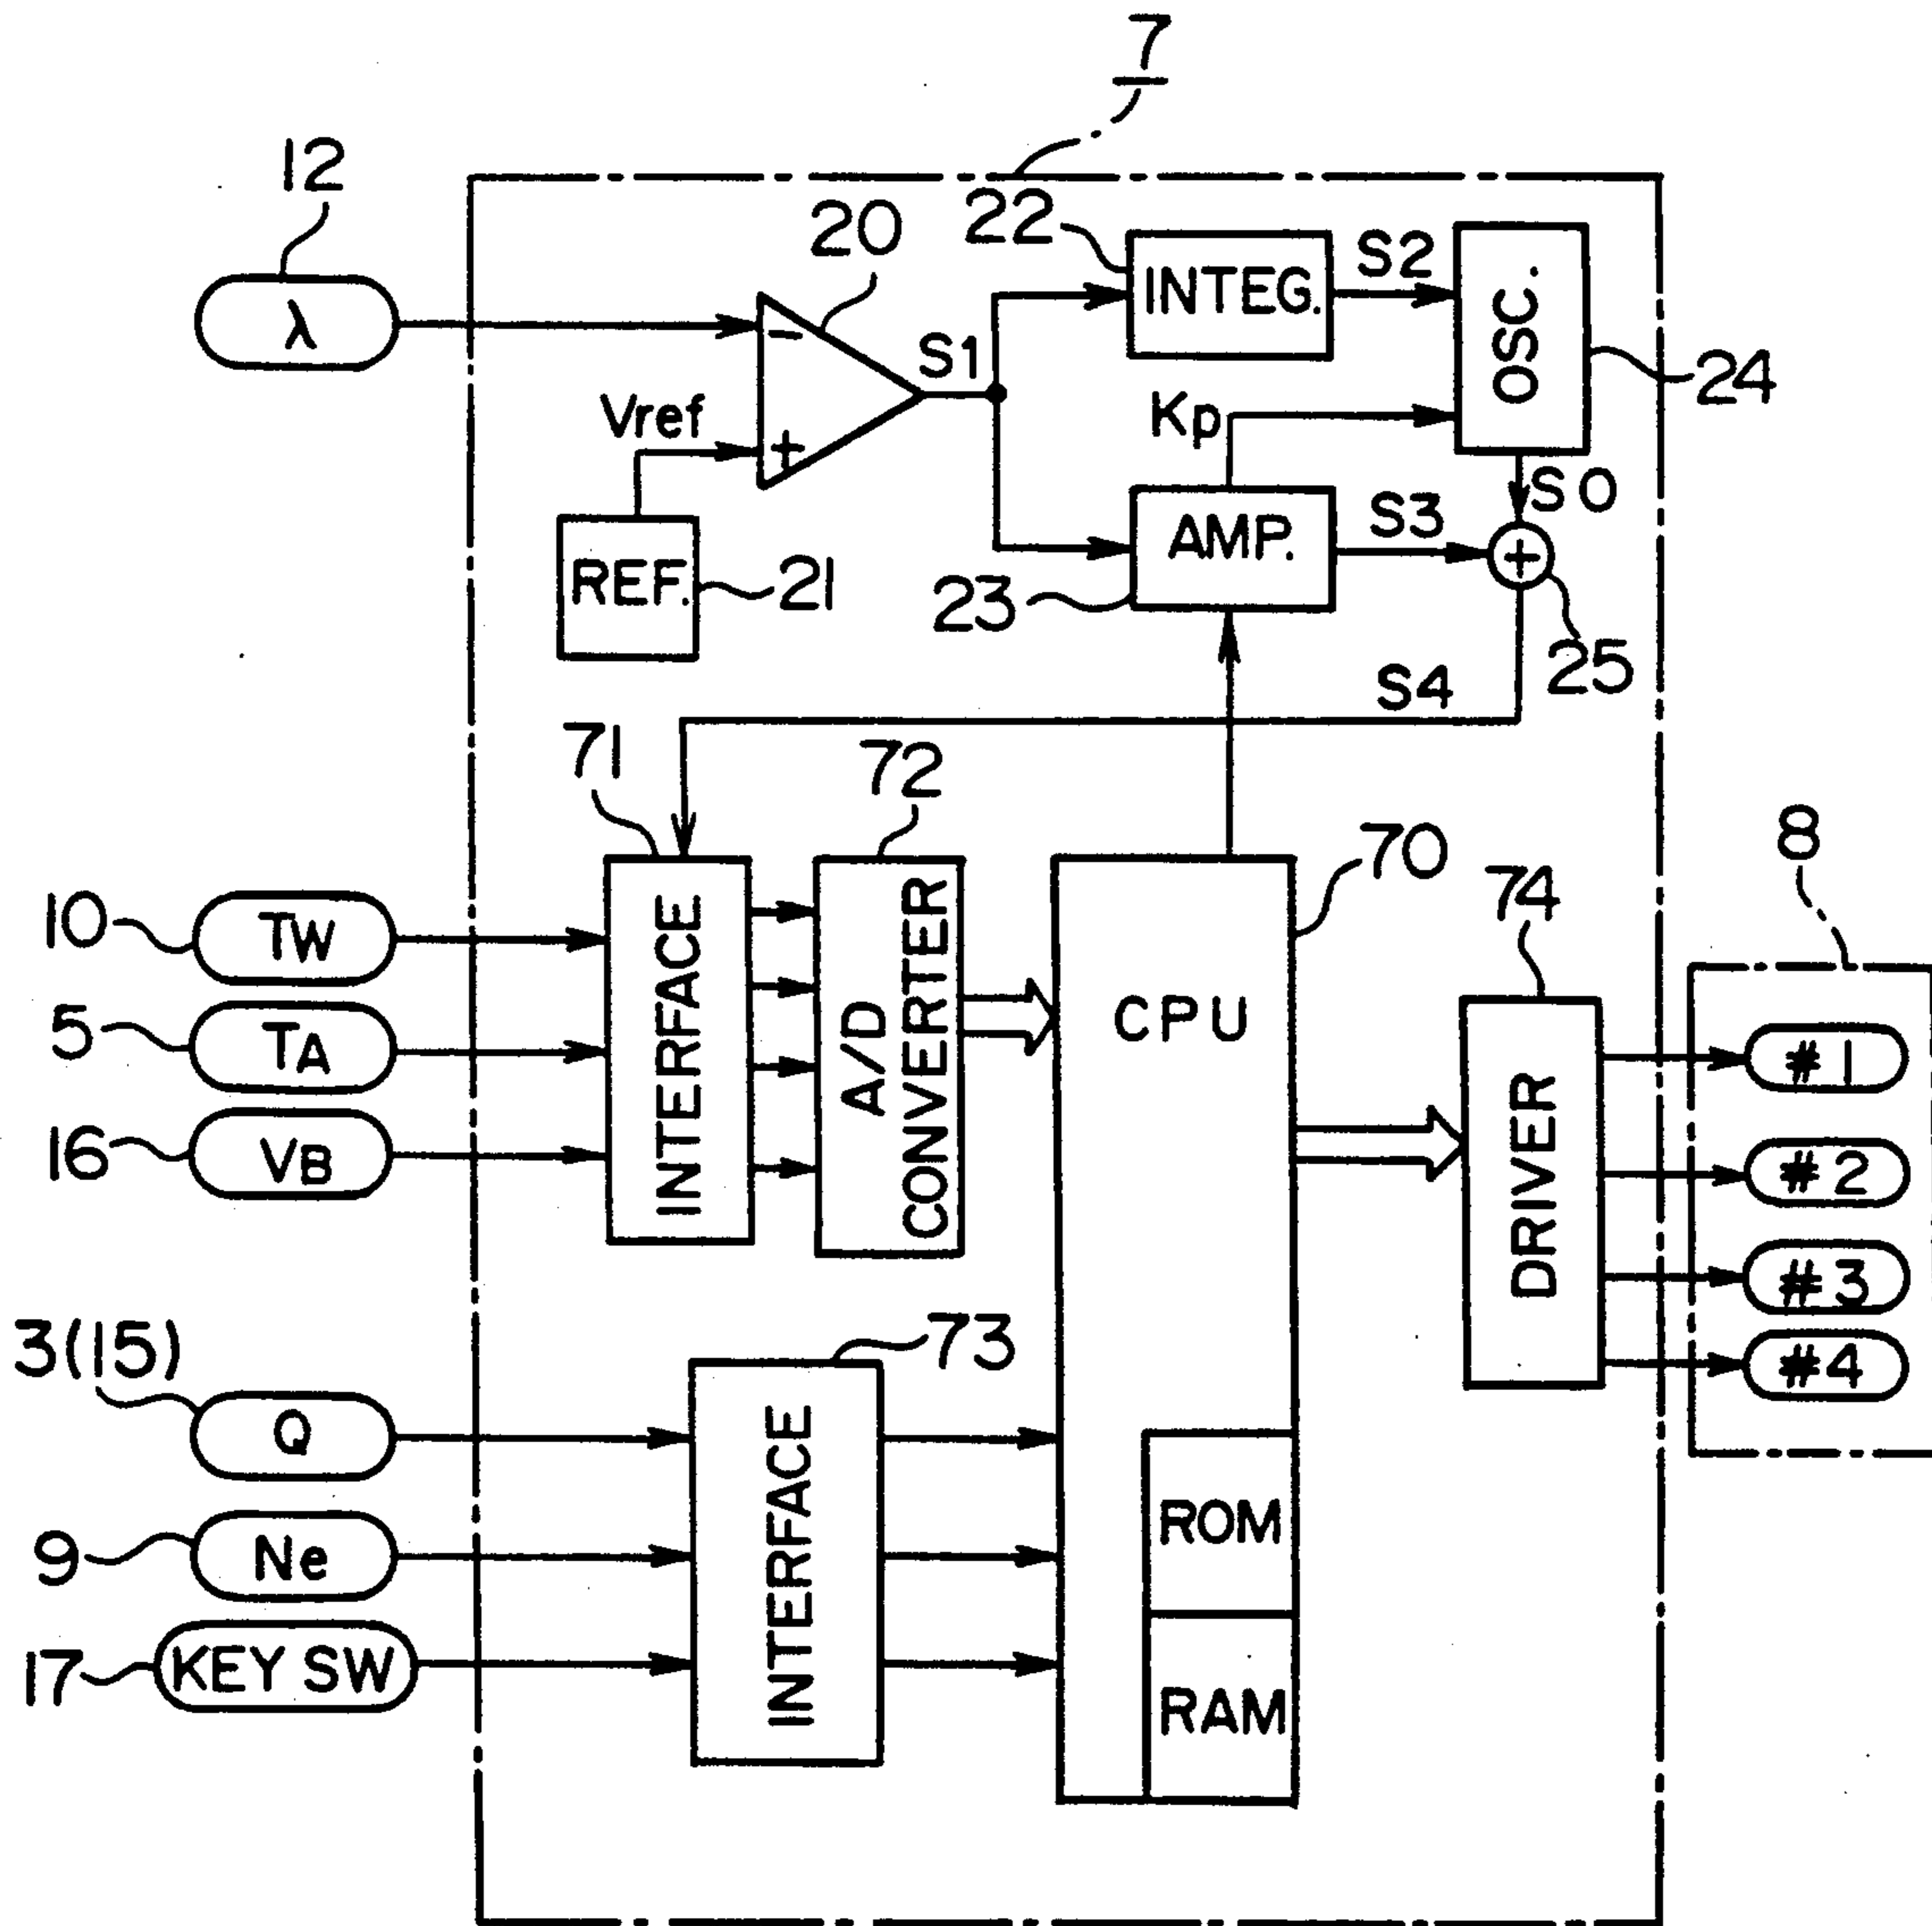 7
12
λ
20
22
INTEG.
S2
OSC.
24
−
+
S1
Vref
Kp
S0
REF.
21
AMP.
S3
+
23
25
S4
71
72
70
74
8
10
TW
5
TA
16
VB
INTERFACE
A/D
CONVERTER
CPU
DRIVER
#1
#2
#3
#4
3(15)
Q
73
9
Ne
17
KEY SW
INTERFACE
ROM
RAM